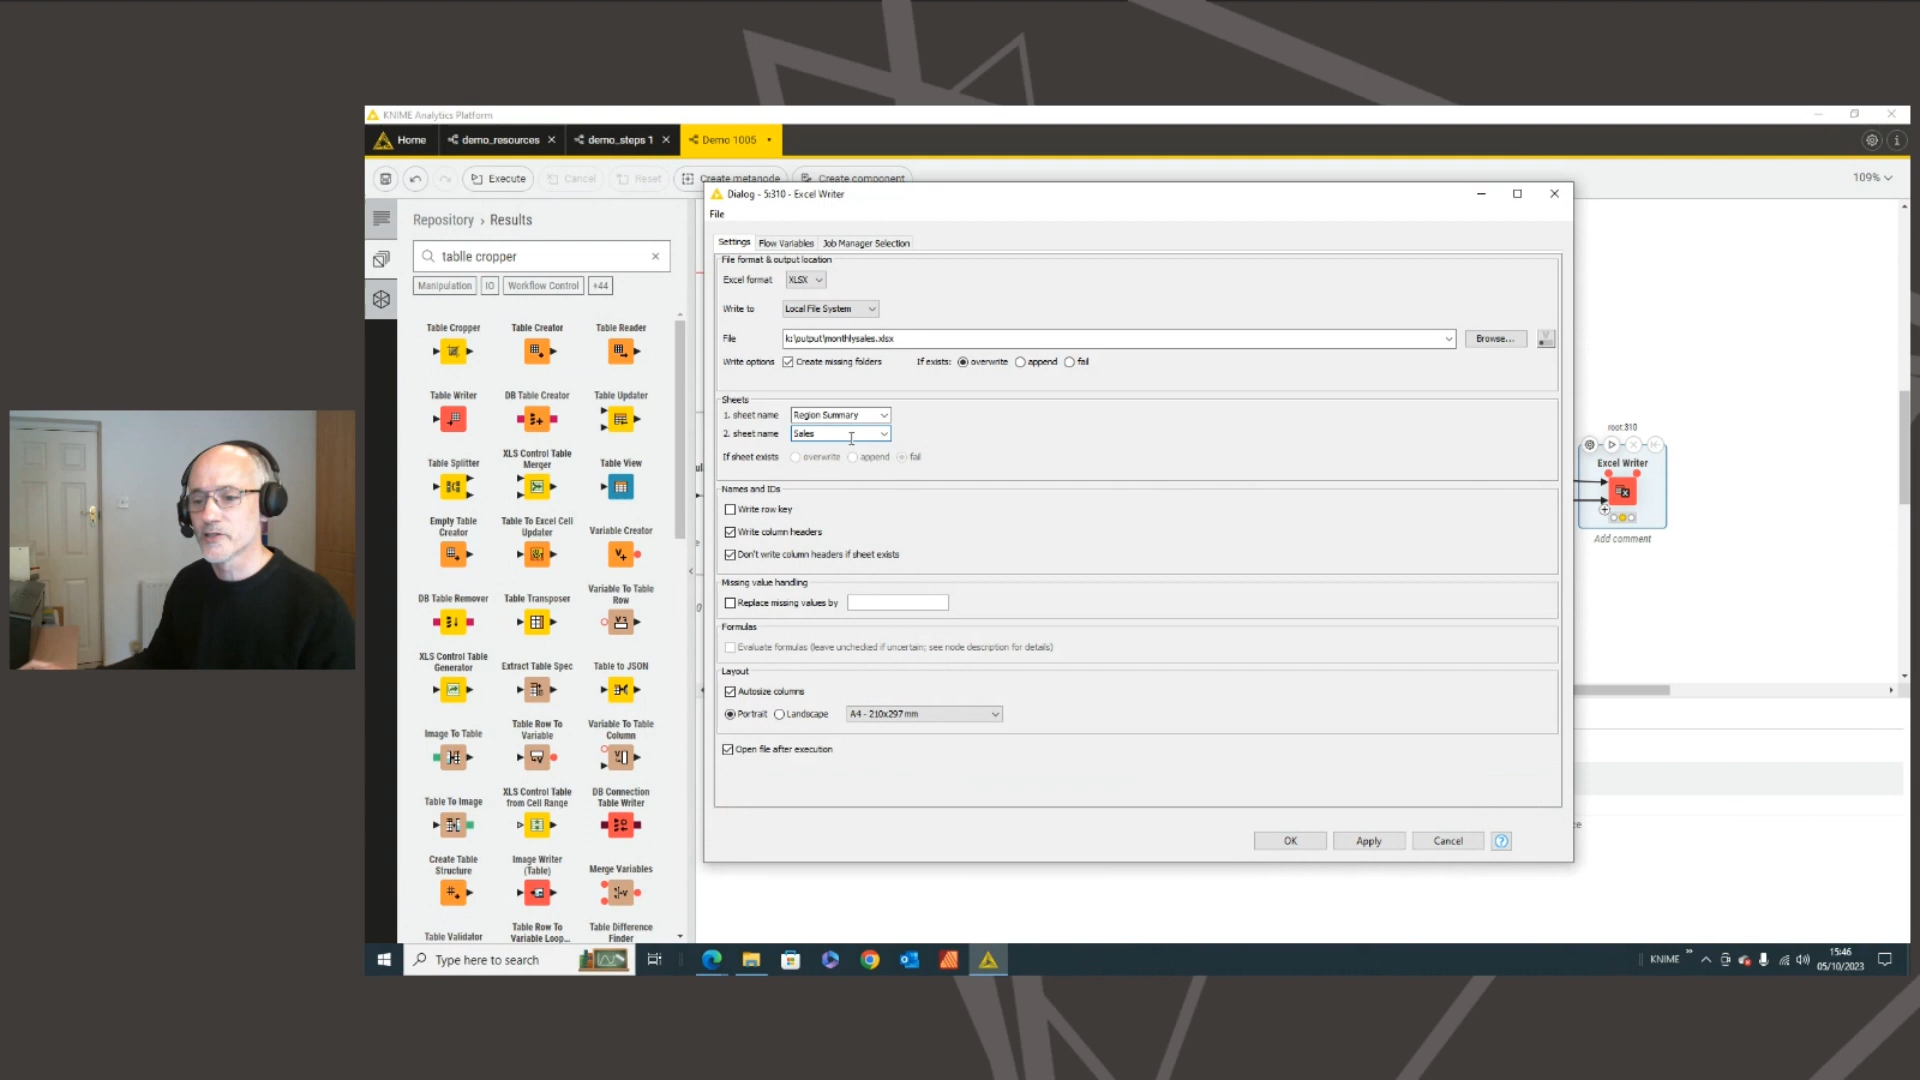 KNIME Analytics Platform
Home
demo_resources
demo_steps 1
Demo 1005
Execute
Cancel
Reset
Create metanode
Create component
109%
Repository › Results
tablle cropper
Manipulation
IO
Workflow Control
+44
Table Cropper
Table Creator
Table Reader
Table Writer
DB Table Creator
Table Updater
Table Splitter
XLS Control Table Merger
Table View
Empty Table Creator
Table To Excel Cell Updater
Variable Creator
DB Table Remover
Table Transposer
Variable To Table Row
XLS Control Table Generator
Extract Table Spec
Table to JSON
Image To Table
Table Row To Variable
Variable To Table Column
Table To Image
XLS Control Table from Cell Range
DB Connection Table Writer
Create Table Structure
Image Writer (Table)
Merge Variables
Table Validator
Table Row To Variable Loop...
Table Difference Finder
Dialog - 5:310 - Excel Writer
File
Settings
Flow Variables
Job Manager Selection
File format & output location
Excel format
XLSX
Write to
Local File System
File
k:\output\monthlysales.xlsx
Browse...
Write options
Create missing folders
If exists:
overwrite
append
fail
Sheets
1. sheet name
Region Summary
2. sheet name
Sales
If sheet exists
overwrite
append
fail
Names and IDs
Write row key
Write column headers
Don't write column headers if sheet exists
Missing value handling
Replace missing values by
Formulas
Evaluate formulas (leave unchecked if uncertain; see node description for details)
Layout
Autosize columns
Portrait
Landscape
A4 - 210x297 mm
Open file after execution
OK
Apply
Cancel
root:310
Excel Writer
Add comment
Type here to search
KNIME
15:46
05/10/2023